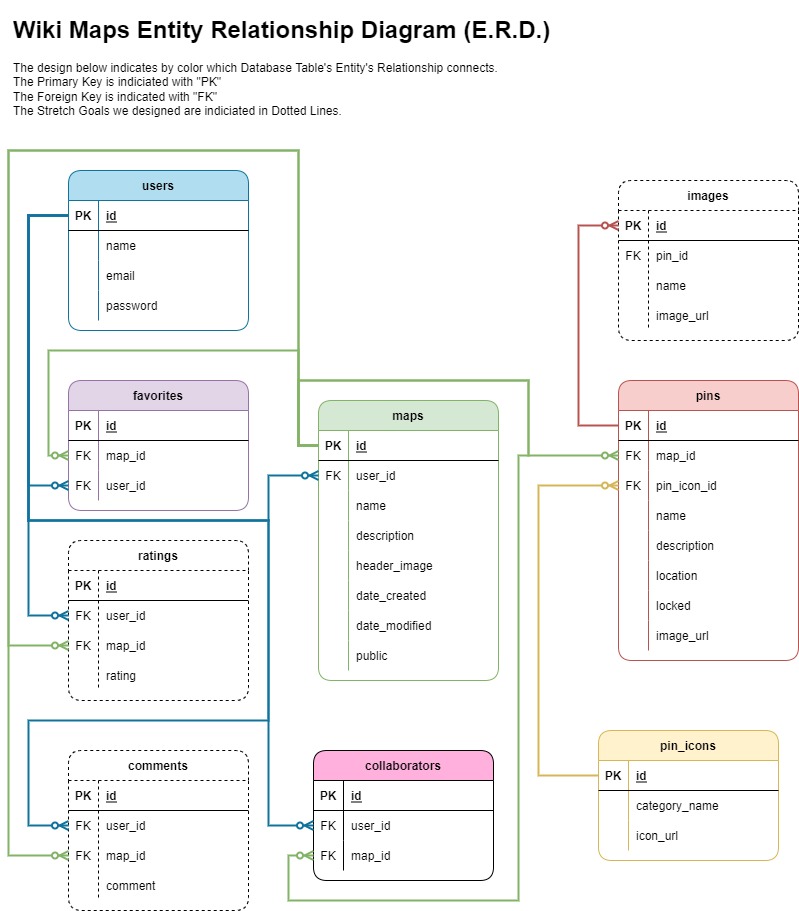 Wiki Maps Entity Relationship Diagram (E.R.D.)
The design below indicates by color which Database Table's Entity's Relationship connects.
The Primary Key is indiciated with "PK"
The Foreign Key is indicated with "FK"
The Stretch Goals we designed are indiciated in Dotted Lines.
users
PK id
name
email
password
images
PK id
FK pin_id
name
image_url
favorites
PK id
FK map_id
FK user_id
maps
PK id
FK user_id
name
description
header_image
date_created
date_modified
public
pins
PK id
FK map_id
FK pin_icon_id
name
description
location
locked
image_url
ratings
PK id
FK user_id
FK map_id
rating
comments
PK id
FK user_id
FK map_id
comment
collaborators
PK id
FK user_id
FK map_id
pin_icons
PK id
category_name
icon_url